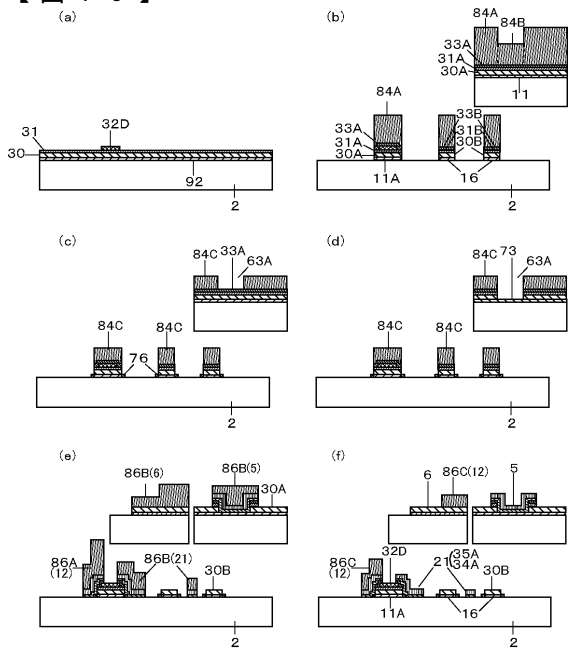 (a)
31
32D
30
92
2
(b)
84A
84B
33A
31A
30A
11
84A
33A
31A
30A
33B
31B
30B
11A
16
2
(c)
84C
33A
63A
84C
84C
76
2
(d)
84C
73
63A
84C
84C
2
(e)
86B(6)
86B(5)
30A
86A
(12)
86B(21)
30B
2
(f)
6
86C(12)
5
86C
(12)
32D
21(35A
34A
30B
11A
16
2